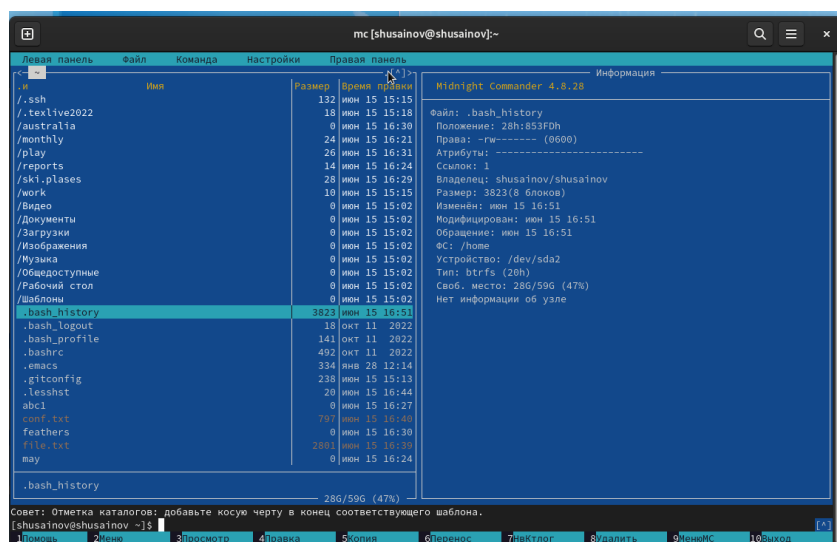 mc [shusainov@shusainov]:~
Левая панель Файл Команда Настройки Правая панель
<- ~ .[^]>
.и Имя Размер Время правки
/.ssh 132 июн 15 15:15
/.texlive2022 18 июн 15 15:18
/australia 0 июн 15 16:30
/monthly 24 июн 15 16:21
/play 26 июн 15 16:31
/reports 14 июн 15 16:24
/ski.plases 28 июн 15 16:29
/work 10 июн 15 15:15
/Видео 0 июн 15 15:02
/Документы 0 июн 15 15:02
/Загрузки 0 июн 15 15:02
/Изображения 0 июн 15 15:02
/Музыка 0 июн 15 15:02
/Общедоступные 0 июн 15 15:02
/Рабочий стол 0 июн 15 15:02
/Шаблоны 0 июн 15 15:02
.bash_history 3823 июн 15 16:51
.bash_logout 18 окт 11 2022
.bash_profile 141 окт 11 2022
.bashrc 492 окт 11 2022
.emacs 334 янв 28 12:14
.gitconfig 238 июн 15 15:13
.lesshst 20 июн 15 16:44
abc1 0 июн 15 16:27
conf.txt 797 июн 15 16:40
feathers 0 июн 15 16:30
file.txt 2801 июн 15 16:39
may 0 июн 15 16:24
.bash_history
28G/59G (47%)
Информация
Midnight Commander 4.8.28
Файл: .bash_history
Положение: 28h:853FDh
Права: -rw------- (0600)
Атрибуты: -------------------------
Ссылок: 1
Владелец: shusainov/shusainov
Размер: 3823(8 блоков)
Изменён: июн 15 16:51
Модифицирован: июн 15 16:51
Обращение: июн 15 16:51
ФС: /home
Устройство: /dev/sda2
Тип: btrfs (20h)
Своб. место: 28G/59G (47%)
Нет информации об узле
Совет: Отметка каталогов: добавьте косую черту в конец соответствующего шаблона.
[shusainov@shusainov ~]$ [^]
1Помощь 2Меню 3Просмотр 4Правка 5Копия 6Перенос 7НвКтлог 8Удалить 9МенюMC 10Выход